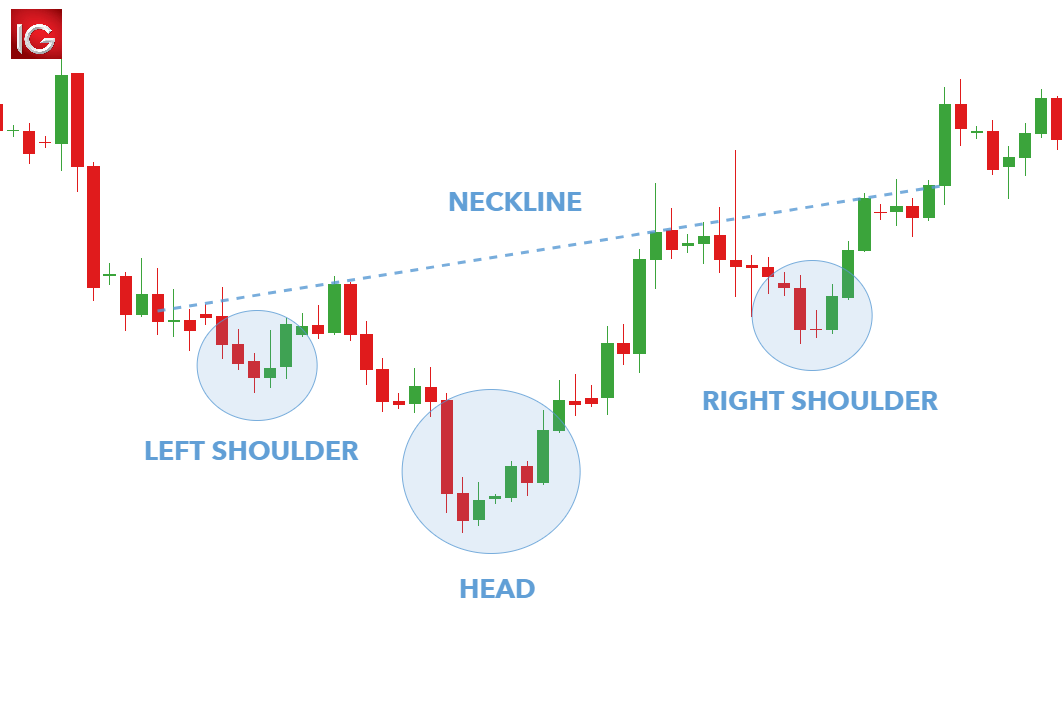 IG
NECKLINE
LEFT SHOULDER
RIGHT SHOULDER
HEAD